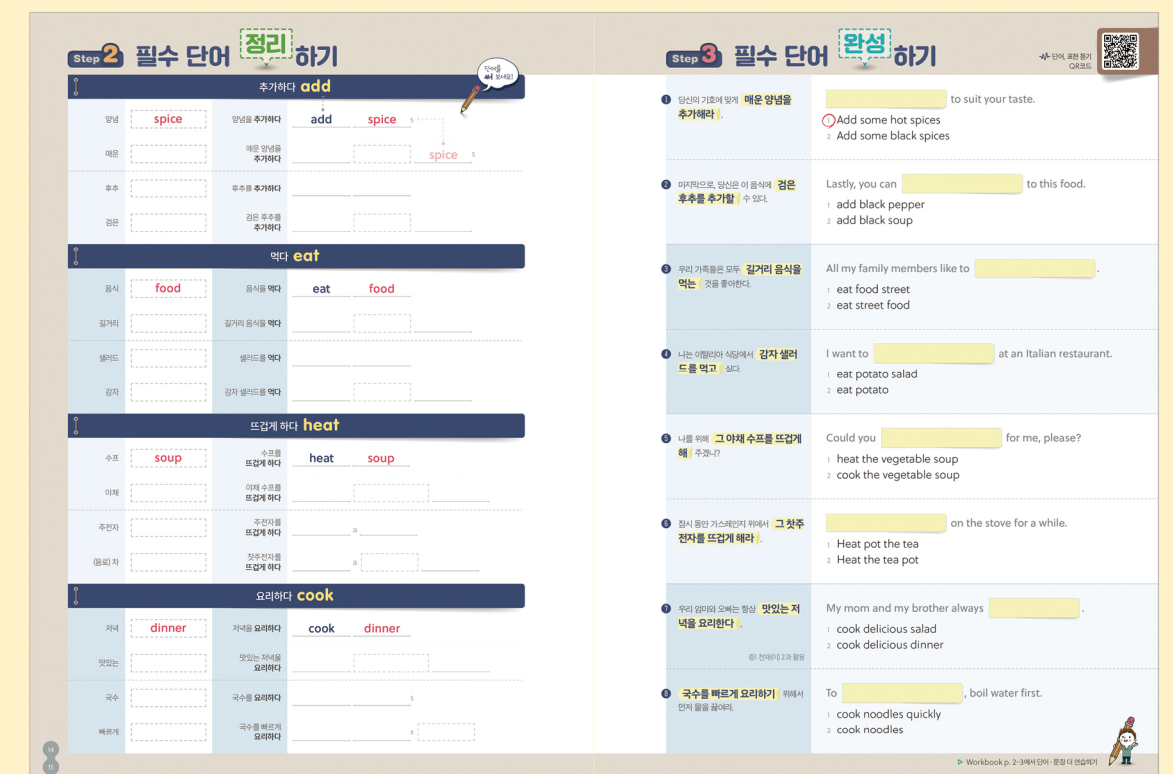 Step 2 필수 단어 정리 하기
단어를
써 보세요!
추가하다 add
양념 spice 양념을 추가하다 add spice s
매운 매운 양념을 추가하다 spice s
후추 후추를 추가하다
검은 검은 후추를 추가하다
먹다 eat
음식 food 음식을 먹다 eat food
길거리 길거리 음식을 먹다
샐러드 샐러드를 먹다
감자 감자 샐러드를 먹다
뜨겁게 하다 heat
수프 soup 수프를 뜨겁게 하다 heat soup
야채 야채 수프를 뜨겁게 하다
주전자 주전자를 뜨겁게 하다 a
(음료) 차 찻주전자를 뜨겁게 하다 a
요리하다 cook
저녁 dinner 저녁을 요리하다 cook dinner
맛있는 맛있는 저녁을 요리하다
국수 국수를 요리하다 s
빠르게 국수를 빠르게 요리하다 s
14
15
Step 3 필수 단어 완성 하기
단어, 표현 듣기
QR코드
1 당신의 기호에 맞게 매운 양념을
추가해라 .
to suit your taste.
1 Add some hot spices
2 Add some black spices
2 마지막으로, 당신은 이 음식에 검은
후추를 추가할 수 있다.
Lastly, you can to this food.
1 add black pepper
2 add black soup
3 우리 가족들은 모두 길거리 음식을
먹는 것을 좋아한다.
All my family members like to .
1 eat food street
2 eat street food
4 나는 이탈리아 식당에서 감자 샐러
드를 먹고 싶다.
I want to at an Italian restaurant.
1 eat potato salad
2 eat potato
5 나를 위해 그 야채 수프를 뜨겁게
해 주겠니?
Could you for me, please?
1 heat the vegetable soup
2 cook the vegetable soup
6 잠시 동안 가스레인지 위에서 그 찻주
전자를 뜨겁게 해라 .
on the stove for a while.
1 Heat pot the tea
2 Heat the tea pot
7 우리 엄마와 오빠는 항상 맛있는 저
녁을 요리한다 .
중1 천재(이) 2과 활용
My mom and my brother always .
1 cook delicious salad
2 cook delicious dinner
8 국수를 빠르게 요리하기 위해서
먼저 물을 끓여라.
To , boil water first.
1 cook noodles quickly
2 cook noodles
▷ Workbook p. 2-3에서 단어·문장 더 연습하기